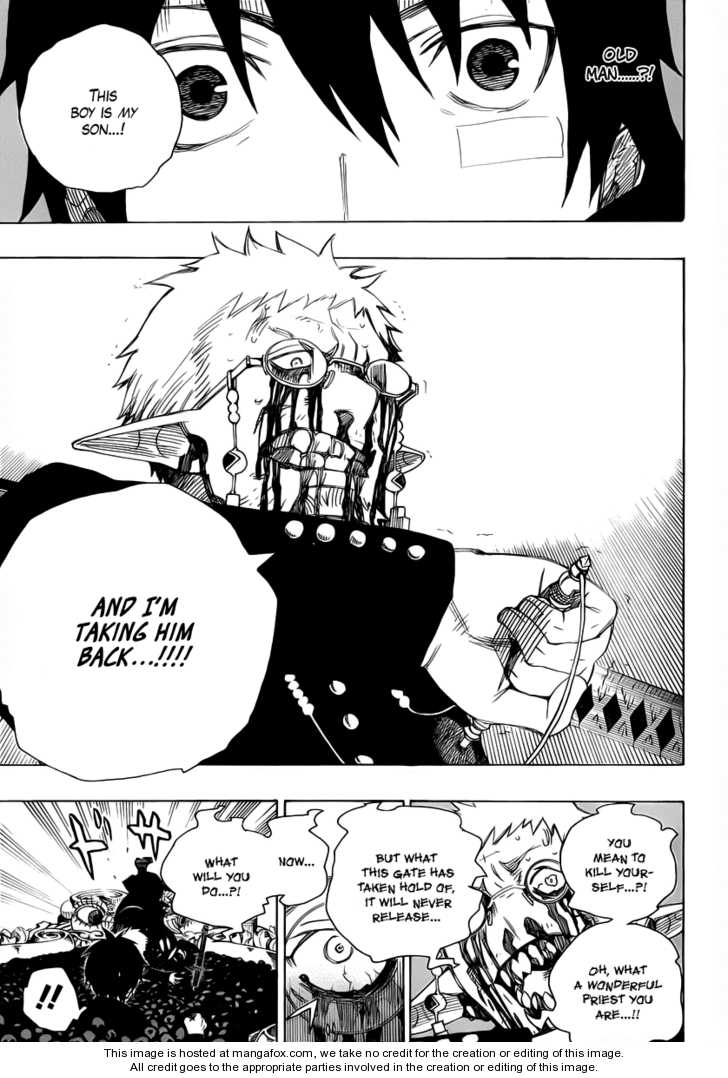 OLD
MAN......?!
THIS
BOY IS MY
SON...!
AND I'M
TAKING HIM
BACK...!!!!
YOU
MEAN TO
KILL YOUR-
SELF...?!
OH, WHAT
A WONDERFUL
PRIEST YOU
ARE...!!
BUT WHAT
THIS GATE HAS
TAKEN HOLD OF,
IT WILL NEVER
RELEASE...
NOW...
WHAT
WILL YOU
DO...?!
ドサ
!!
This image is hosted at mangafox.com, we take no credit for the creation or editing of this image.
All credit goes to the appropriate parties involved in the creation or editing of this image.